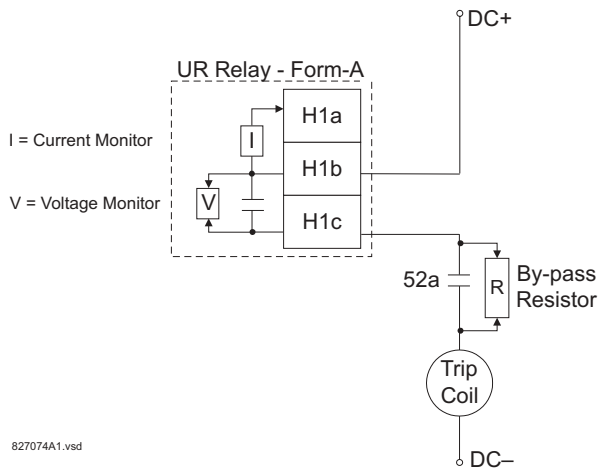 DC+
UR Relay - Form-A
H1a
I = Current Monitor
I
H1b
V = Voltage Monitor
V
H1c
52a
R
By-pass
Resistor
Trip
Coil
827074A1.vsd
DC–